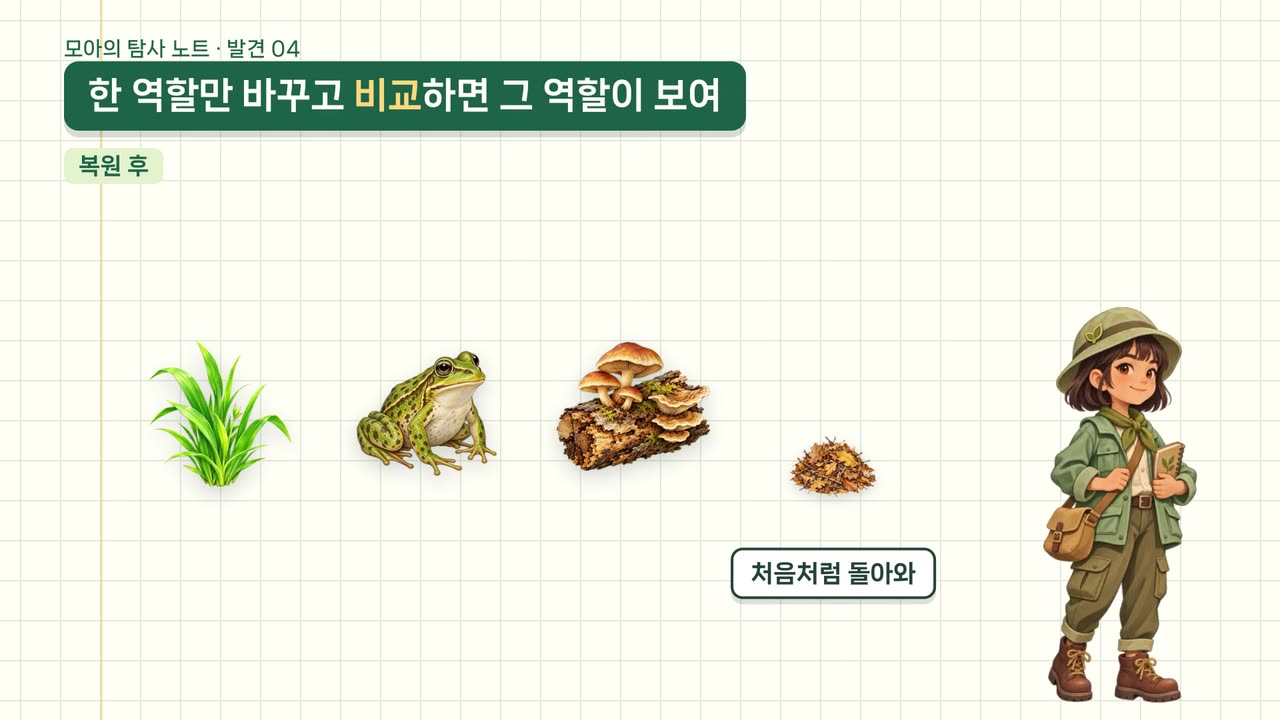 모아의 탐사 노트 · 발견 04
한 역할만 바꾸고 비교하면 그 역할이 보여
복원 후
처음처럼 돌아와